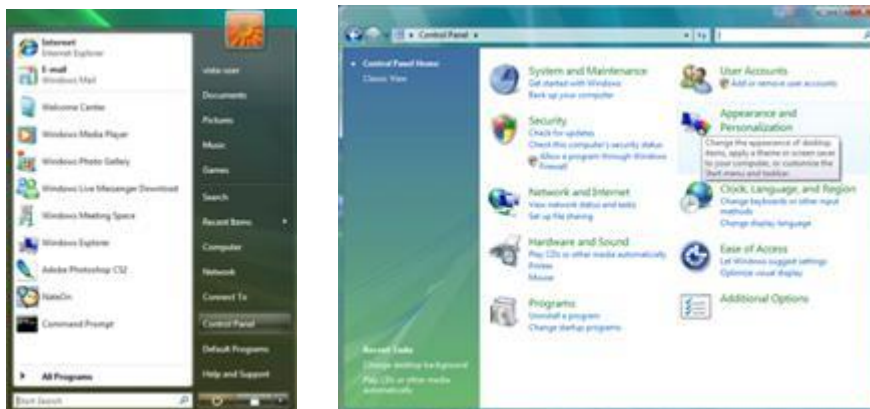 Internet
Internet Explorer
E-mail
Windows Mail
Welcome Center
Windows Media Player
Windows Photo Gallery
Windows Live Messenger Download
Windows Meeting Space
Windows Explorer
Adobe Photoshop CS2
NateOn
Command Prompt
All Programs
Start Search
vista user
Documents
Pictures
Music
Games
Search
Recent Items
Computer
Network
Connect To
Control Panel
Default Programs
Help and Support
Control Panel
Control Panel Home
Classic View
System and Maintenance
Get started with Windows
Back up your computer
Security
Check for updates
Check this computer's security status
Allow a program through Windows
Firewall
Network and Internet
View network status and tasks
Set up file sharing
Hardware and Sound
Play CDs or other media automatically
Printer
Mouse
Programs
Uninstall a program
Change startup programs
User Accounts
Add or remove user accounts
Appearance and
Personalization
Change the appearance of desktop
items, apply a theme or screen saver
to your computer, or customize the
Start menu and taskbar.
Clock, Language, and Region
Change keyboards or other input
methods
Change display language
Ease of Access
Let Windows suggest settings
Optimize visual display
Additional Options
Recent Tasks
Change desktop background
Play CDs or other media
automatically